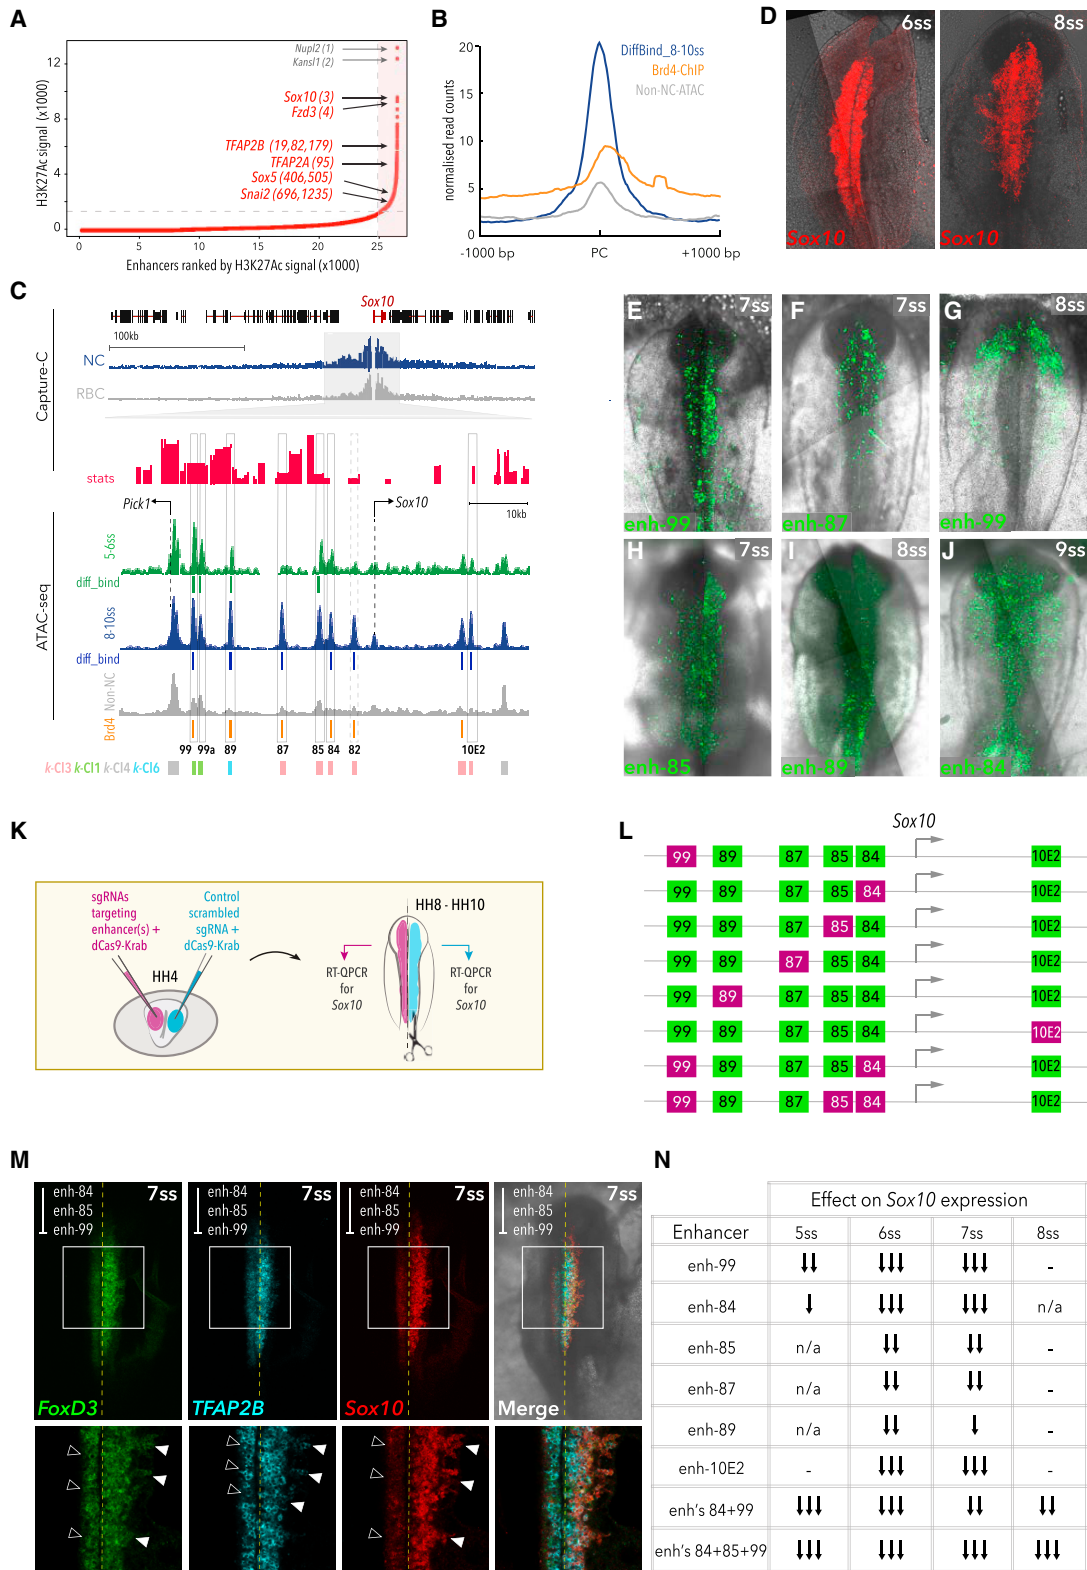 A
H3K27Ac signal (x1000)
12
8
4
0
Nupl2 (1)
Kansl1 (2)
Sox10 (3)
Fzd3 (4)
TFAP2B (19,82,179)
TFAP2A (95)
Sox5 (406,505)
Snai2 (696,1235)
0
10
20
25
Enhancers ranked by H3K27Ac signal (x1000)
B
normalised read counts
20
15
10
5
0
DiffBind_8-10ss
Brd4-ChIP
Non-NC-ATAC
-1000 bp
PC
+1000 bp
D
6ss
Sox10
8ss
Sox10
C
Capture-C
Sox10
100kb
NC
RBC
stats
Pick1
Sox10
10kb
ATAC-seq
5-6ss
diff_bind
8-10ss
diff_bind
Non-NC
Brd4
99
99a
89
87
85
84
82
10E2
k-Cl3 k-Cl1 k-Cl4 k-Cl6
E
7ss
enh-99
F
7ss
enh-87
G
8ss
enh-99
H
7ss
enh-85
I
8ss
enh-89
J
9ss
enh-84
K
sgRNAs
targeting
enhancer(s) +
dCas9-Krab
Control
scrambled
sgRNA +
dCas9-Krab
HH4
HH8 - HH10
RT-QPCR
for
Sox10
RT-QPCR
for
Sox10
L
Sox10
99 89 87 85 84 10E2
99 89 87 85 84 10E2
99 89 87 85 84 10E2
99 89 87 85 84 10E2
99 89 87 85 84 10E2
99 89 87 85 84 10E2
99 89 87 85 84 10E2
99 89 87 85 84 10E2
M
enh-84
enh-85
enh-99
7ss
FoxD3
enh-84
enh-85
enh-99
7ss
TFAP2B
enh-84
enh-85
enh-99
7ss
Sox10
enh-84
enh-85
enh-99
7ss
Merge
N
Effect on Sox10 expression
Enhancer 5ss 6ss 7ss 8ss
enh-99 ↓↓ ↓↓↓ ↓↓↓ -
enh-84 ↓ ↓↓↓ ↓↓↓ n/a
enh-85 n/a ↓↓ ↓↓ -
enh-87 n/a ↓↓ ↓↓ -
enh-89 n/a ↓↓ ↓ -
enh-10E2 - ↓↓↓ ↓↓↓ -
enh's 84+99 ↓↓↓ ↓↓↓ ↓↓ ↓↓
enh's 84+85+99 ↓↓↓ ↓↓↓ ↓↓↓ ↓↓↓